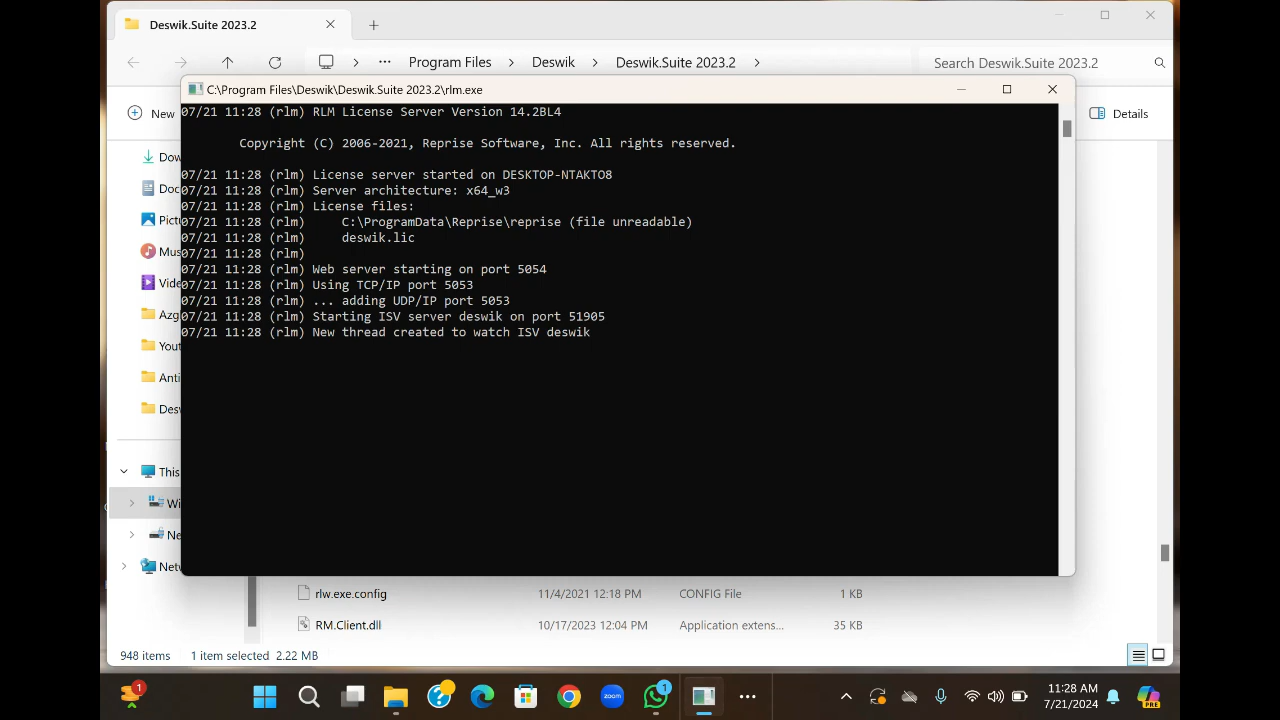 Deswik.Suite 2023.2
Program Files
Deswik
Deswik.Suite 2023.2
Search Deswik.Suite 2023.2
C:\Program Files\Deswik\Deswik.Suite 2023.2\rlm.exe
New
Details
07/21 11:28 (rlm) RLM License Server Version 14.2BL4
Copyright (C) 2006-2021, Reprise Software, Inc. All rights reserved.
07/21 11:28 (rlm) License server started on DESKTOP-NTAKTO8
07/21 11:28 (rlm) Server architecture: x64_w3
07/21 11:28 (rlm) License files:
07/21 11:28 (rlm) C:\ProgramData\Reprise\reprise (file unreadable)
07/21 11:28 (rlm) deswik.lic
07/21 11:28 (rlm)
07/21 11:28 (rlm) Web server starting on port 5054
07/21 11:28 (rlm) Using TCP/IP port 5053
07/21 11:28 (rlm) ... adding UDP/IP port 5053
07/21 11:28 (rlm) Starting ISV server deswik on port 51905
07/21 11:28 (rlm) New thread created to watch ISV deswik
Dow
Doc
Pictu
Mus
Vide
Azg
Yout
Anti
Des
This
Wi
Ne
Netw
rlw.exe.config 11/4/2021 12:18 PM CONFIG File 1 KB
RM.Client.dll 10/17/2023 12:04 PM Application extens... 35 KB
948 items 1 item selected 2.22 MB
1
zoom
1
11:28 AM
7/21/2024
PRE